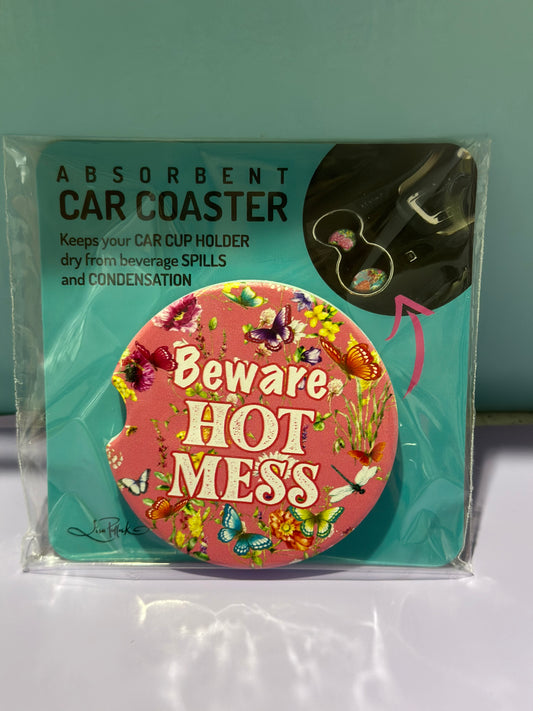 ABSORBENT
CAR COASTER
Keeps your CAR CUP HOLDER
dry from beverage SPILLS
and CONDENSATION
Beware
HOT
MESS